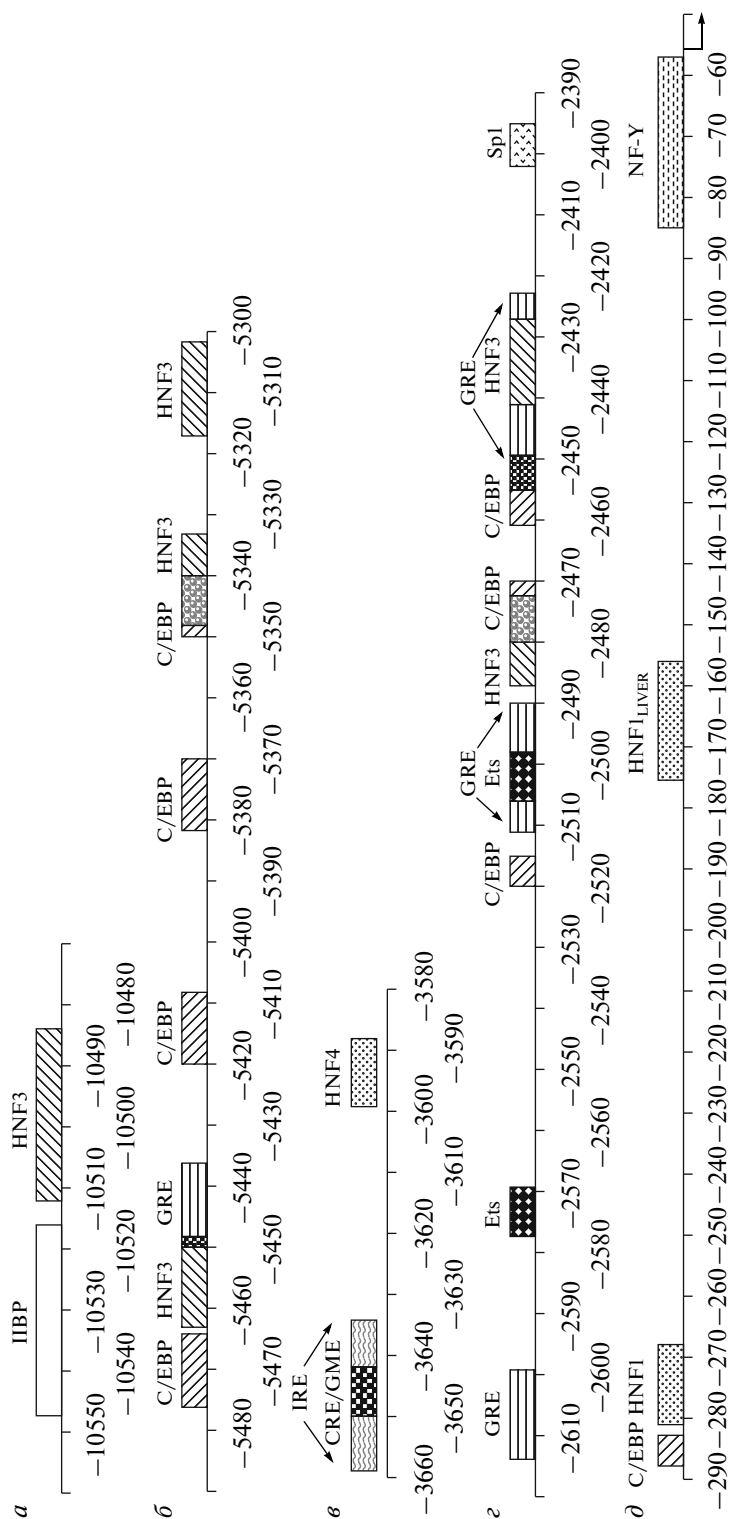 а
IIBP HNF3
−10550 −10540 −10530 −10520 −10510 −10500 −10490 −10480
б
C/EBP HNF3 GRE C/EBP C/EBP C/EBP HNF3 HNF3
−5480 −5470 −5460 −5450 −5440 −5430 −5420 −5410 −5400 −5390 −5380 −5370 −5360 −5350 −5340 −5330 −5320 −5310 −5300
в
IRE
CRE/GME HNF4
−3660 −3650 −3640 −3630 −3620 −3610 −3600 −3590 −3580
г
GRE GRE
GRE Ets C/EBP Ets HNF3 C/EBP C/EBP HNF3 Sp1
−2610 −2600 −2590 −2580 −2570 −2560 −2550 −2540 −2530 −2520 −2510 −2500 −2490 −2480 −2470 −2460 −2450 −2440 −2430 −2420 −2410 −2400 −2390
д
C/EBP HNF1 HNF1LIVER NF-Y
−290 −280 −270 −260 −250 −240 −230 −220 −210 −200 −190 −180 −170 −160 −150 −140 −130 −120 −110 −100 −90 −80 −70 −60